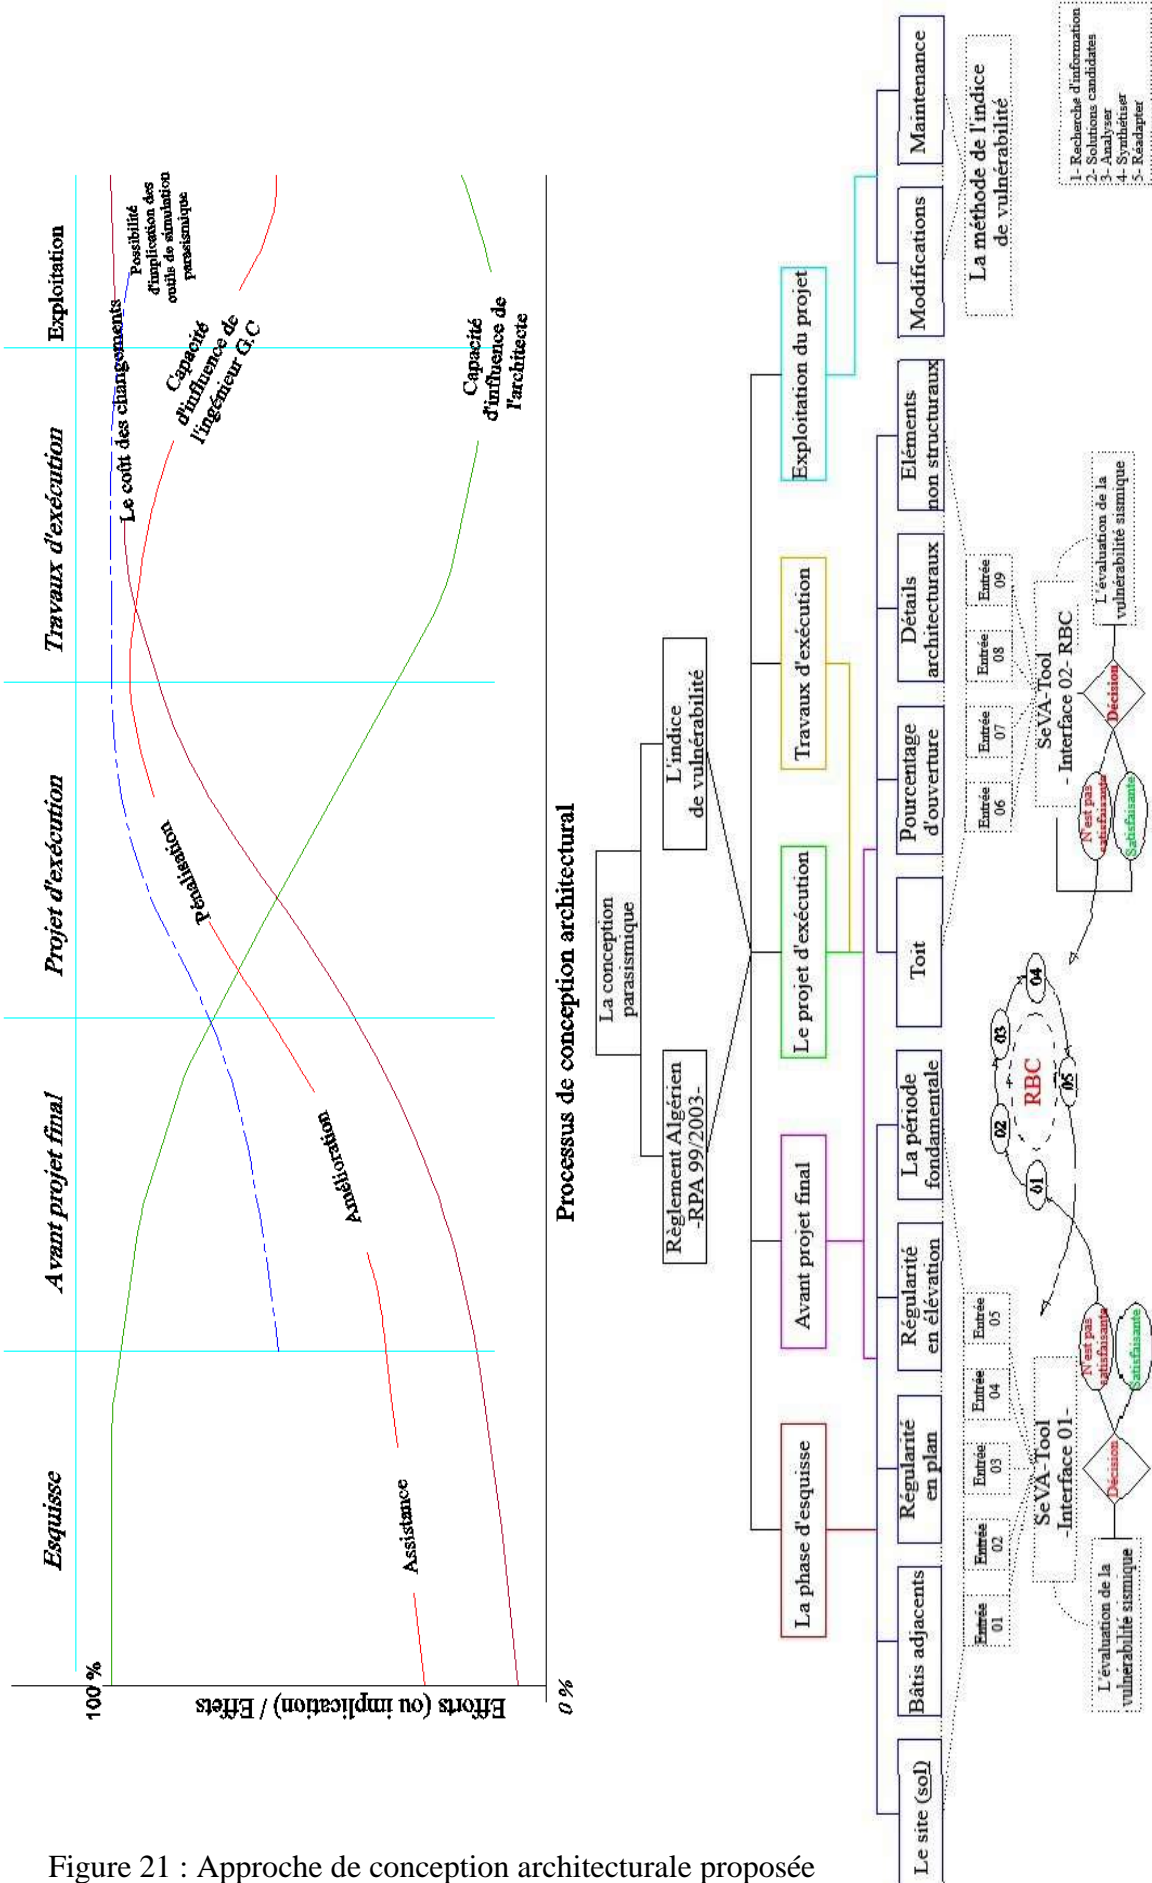 Esquisse
Avant projet final
Projet d'exécution
Travaux d'exécution
Exploitation
100 %
Efforts (ou implication) / Effets
0 %
Assistance
Amélioration
Pénalisation
Le coût des changements
Possibilité
d'implication des
outils de simulation
parasismique
Capacité
d'influence de
l'ingénieur G.C
Capacité
d'influence de
l'architecte
Processus de conception architectural
La conception
parasismique
Règlement Algérien
-RPA 99/2003-
L'indice
de vulnérabilité
La phase d'esquisse
Avant projet final
Le projet d'exécution
Travaux d'exécution
Exploitation du projet
Le site (sol)
Bâtis adjacents
Régularité
en plan
Régularité
en élévation
La période
fondamentale
Toit
Pourcentage
d'ouverture
Détails
architecturaux
Eléments
non structuraux
Modifications
Maintenance
Entrée
01
Entrée
02
Entrée
03
Entrée
04
Entrée
05
Entrée
06
Entrée
07
Entrée
08
Entrée
09
La méthode de l'indice
de vulnérabilité
SeVA-Tool
-Interface 01-
SeVA-Tool
- Interface 02- RBC
L'évaluation de la
vulnérabilité sismique
Décision
N'est pas
satisfaisante
Satisfaisante
01
02
03
04
05
RBC
N'est pas
satisfaisante
Satisfaisante
Décision
L'évaluation de la
vulnérabilité sismique
1- Recherche d'information
2- Solutions candidates
3- Analyser
4- Synthétiser
5- Réadapter
Figure 21 : Approche de conception architecturale proposée